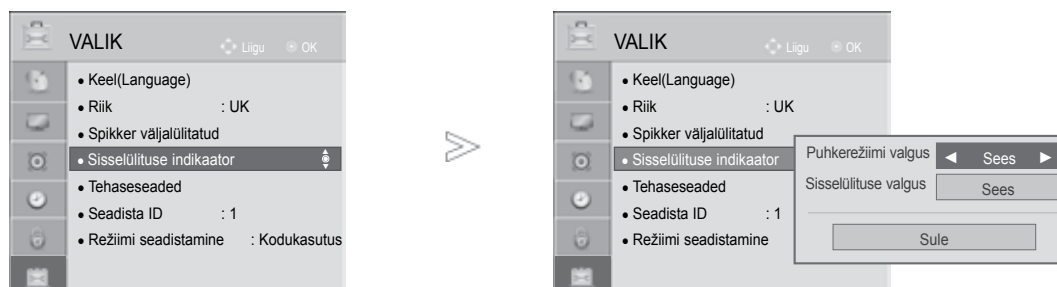 VALIK
Liigu OK
• Keel(Language)
• Riik : UK
• Spikker väljalülitatud
• Sisselülituse indikaator
• Tehaseseaded
• Seadista ID : 1
• Režiimi seadistamine : Kodukasutus
VALIK
Liigu OK
• Keel(Language)
• Riik : UK
• Spikker väljalülitatud
• Sisselülituse indikaator
• Tehaseseaded
• Seadista ID : 1
• Režiimi seadistamine
Puhkerežiimi valgus ◄ Sees ►
Sisselülituse valgus Sees
Sule